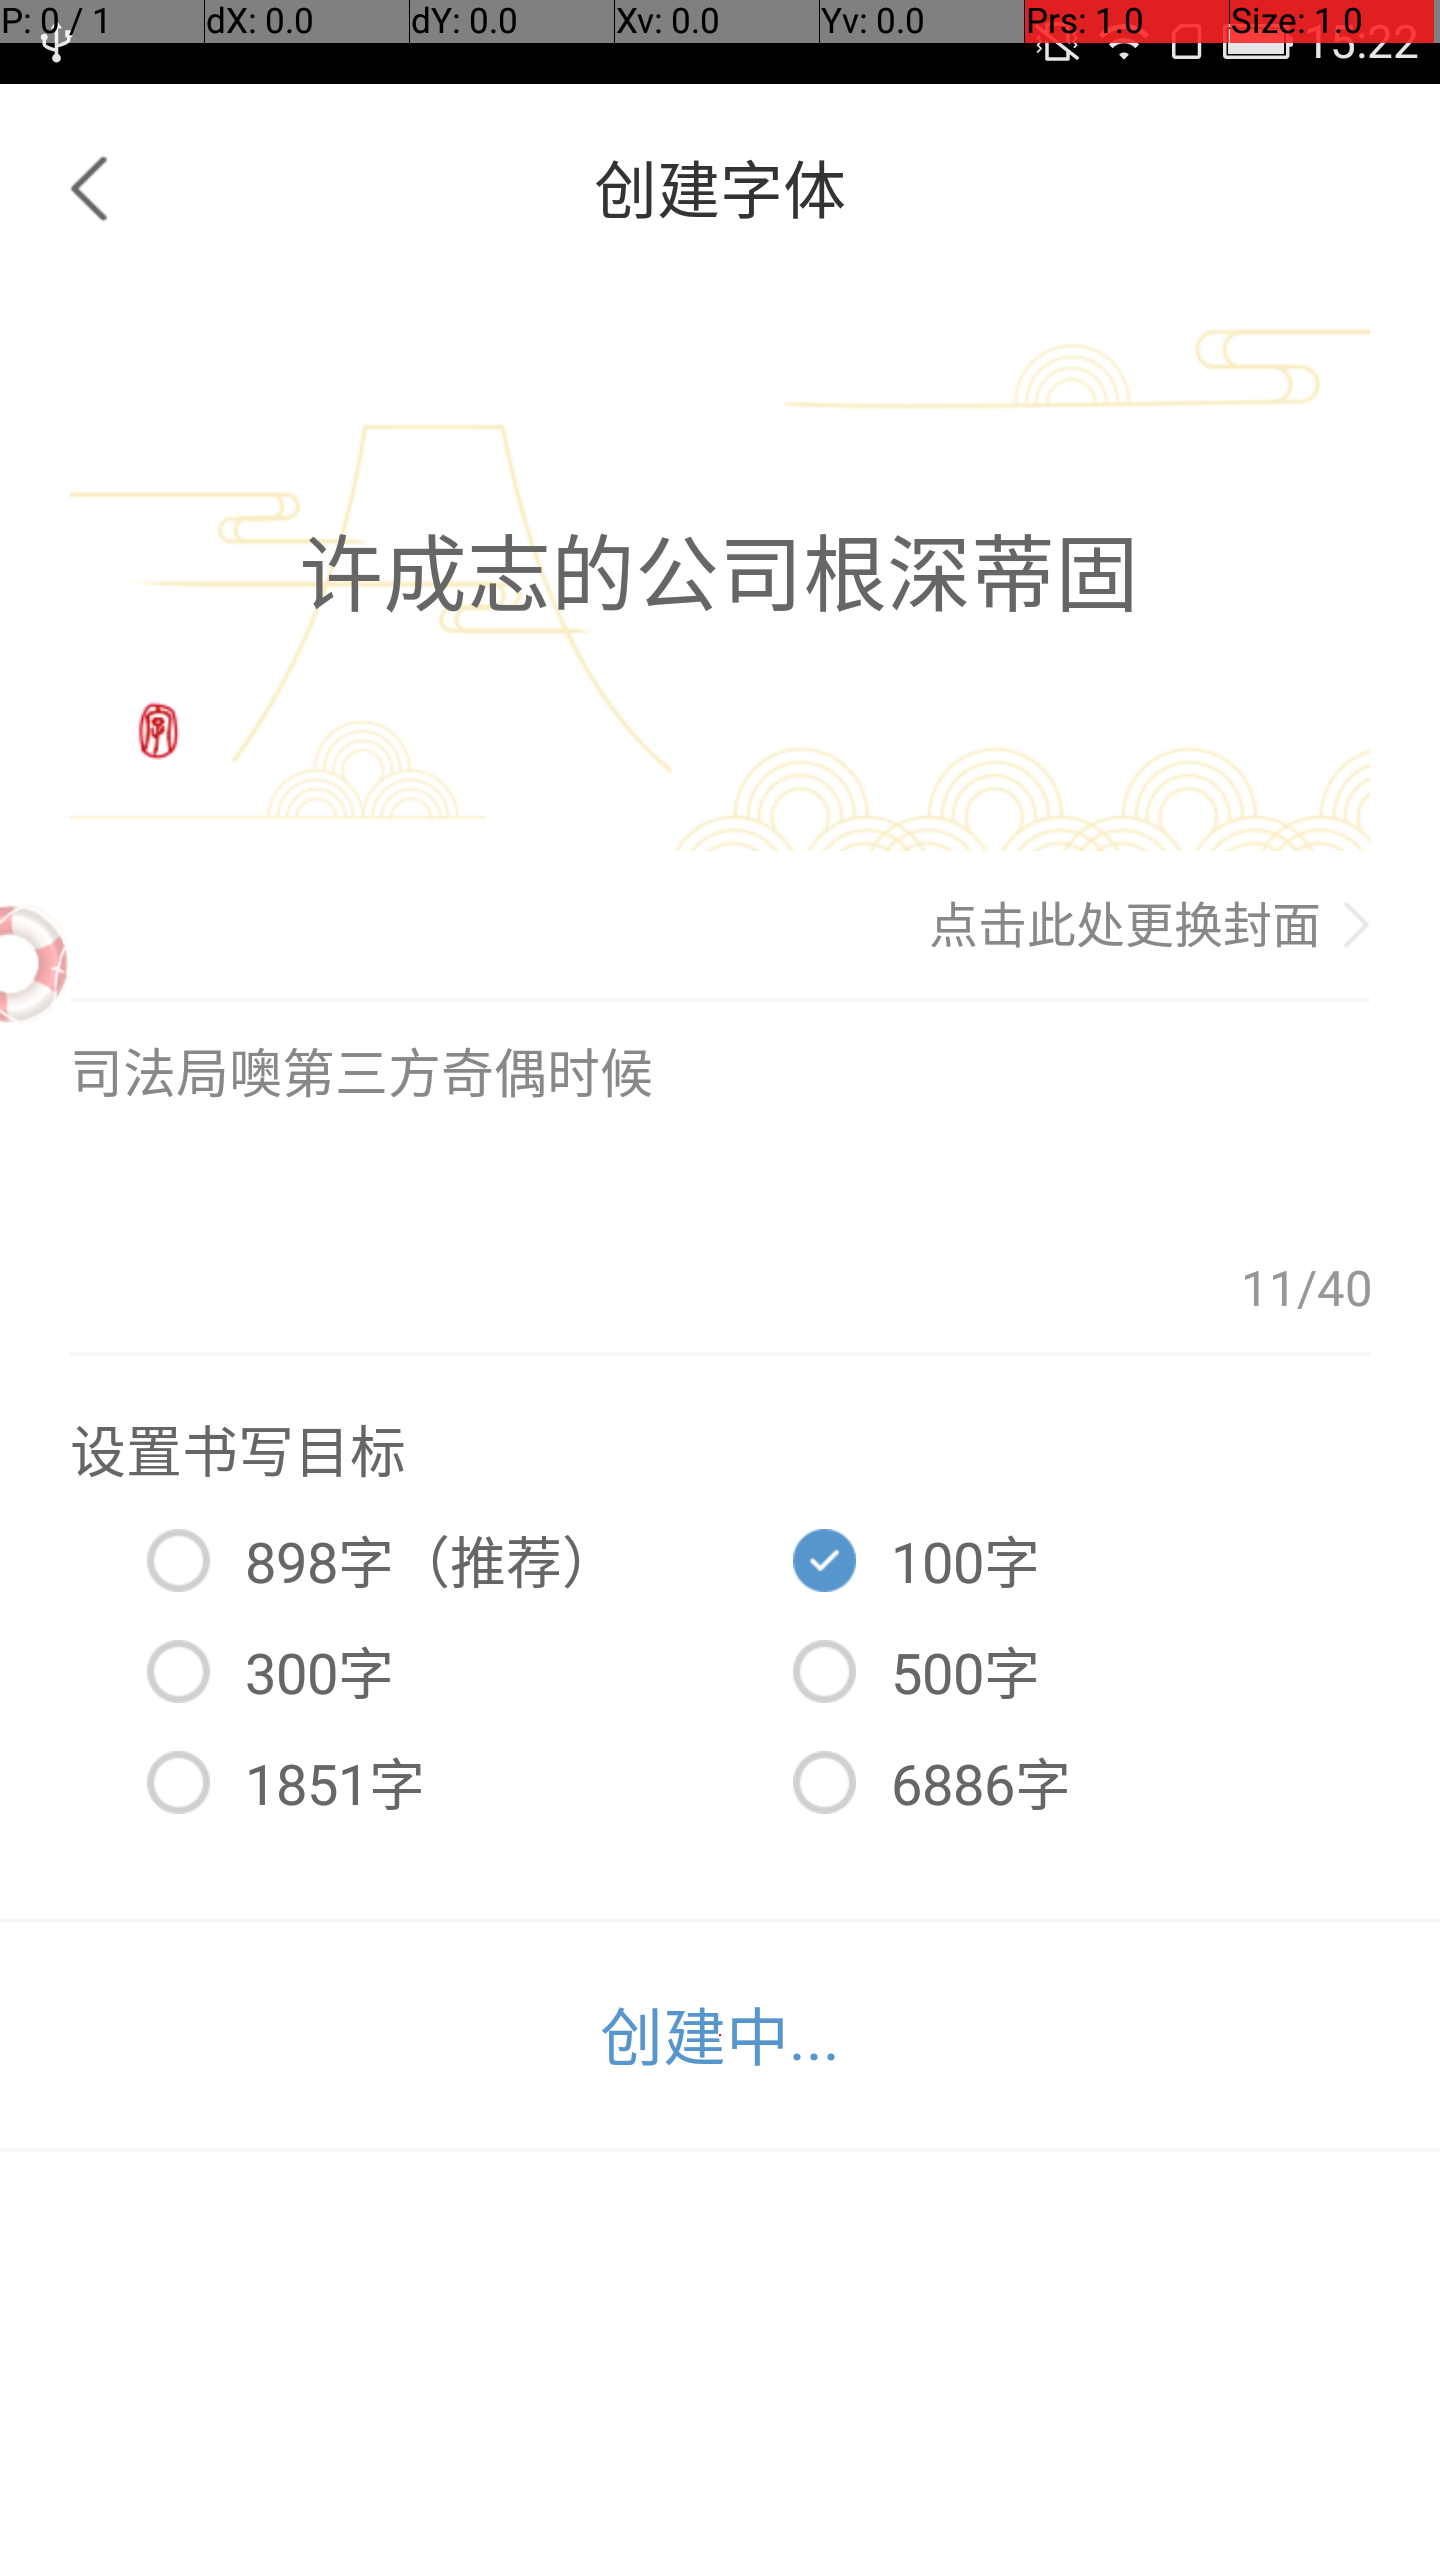 P: 0 / 1 dX: 0.0 dY: 0.0 Xv: 0.0 Yv: 0.0 Prs: 1.0 Size: 1.0
15:22
创建字体
许成志的公司根深蒂固
字
点击此处更换封面
司法局噢第三方奇偶时候
11/40
设置书写目标
898字（推荐） 100字
300字 500字
1851字 6886字
创建中...